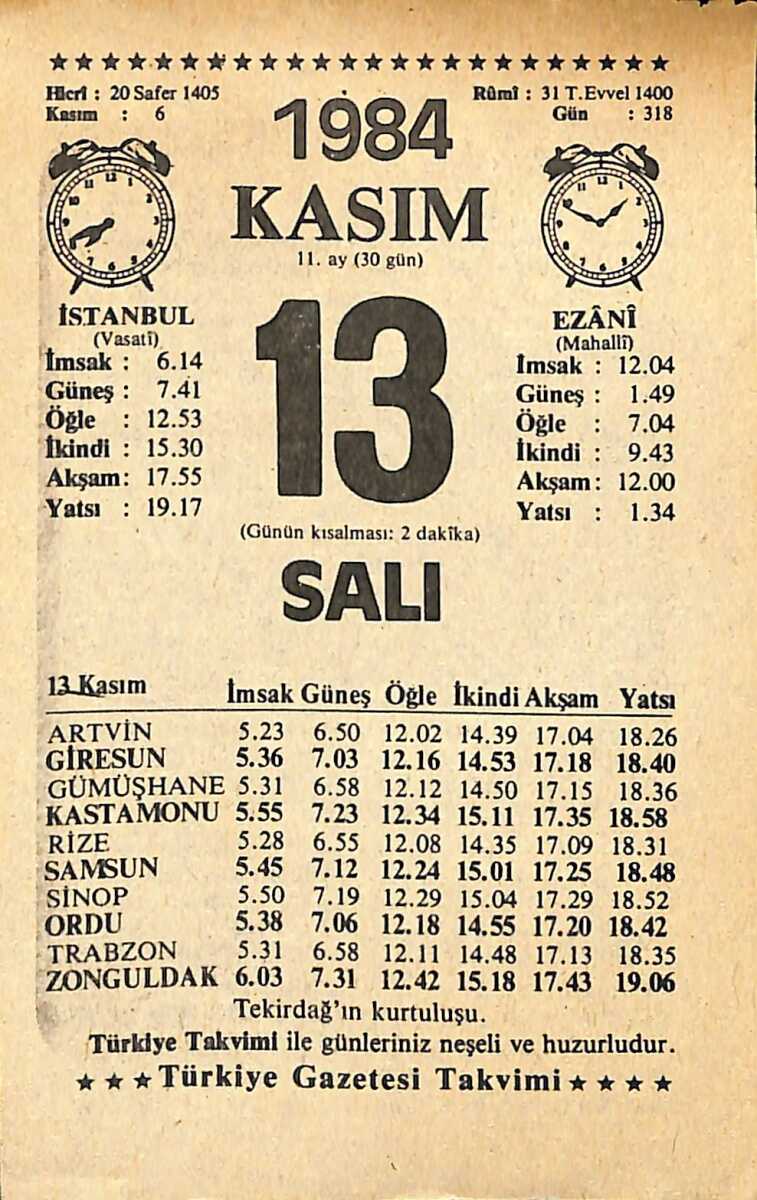 ★★★★★★★★★★★★★★★★★★★★★★★★
Hicrî : 20 Safer 1405
Kasım : 6
Rûmî : 31 T.Evvel 1400
Gün : 318
1984
KASIM
11. ay (30 gün)
İSTANBUL
(Vasatî)
İmsak : 6.14
Güneş : 7.41
Öğle : 12.53
İkindi : 15.30
Akşam: 17.55
Yatsı : 19.17
13
(Günün kısalması: 2 dakîka)
SALI
EZÂNÎ
(Mahallî)
İmsak : 12.04
Güneş : 1.49
Öğle : 7.04
İkindi : 9.43
Akşam: 12.00
Yatsı : 1.34
13 Kasım İmsak Güneş Öğle İkindi Akşam Yatsı
ARTVİN 5.23 6.50 12.02 14.39 17.04 18.26
GİRESUN 5.36 7.03 12.16 14.53 17.18 18.40
GÜMÜŞHANE 5.31 6.58 12.12 14.50 17.15 18.36
KASTAMONU 5.55 7.23 12.34 15.11 17.35 18.58
RİZE 5.28 6.55 12.08 14.35 17.09 18.31
SAMSUN 5.45 7.12 12.24 15.01 17.25 18.48
SİNOP 5.50 7.19 12.29 15.04 17.29 18.52
ORDU 5.38 7.06 12.18 14.55 17.20 18.42
TRABZON 5.31 6.58 12.11 14.48 17.13 18.35
ZONGULDAK 6.03 7.31 12.42 15.18 17.43 19.06
Tekirdağ'ın kurtuluşu.
Türkiye Takvimi ile günleriniz neşeli ve huzurludur.
★ ★ ★ Türkiye Gazetesi Takvimi ★ ★ ★ ★